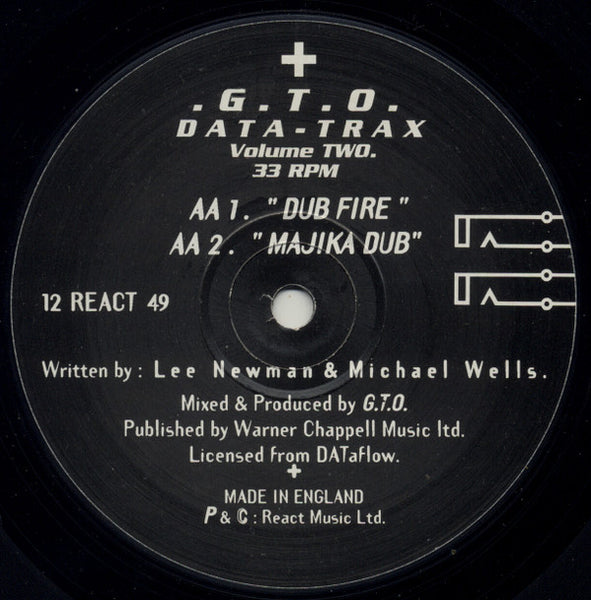 .G.T.O.
DATA-TRAX
Volume TWO.
33 RPM
AA 1. " DUB FIRE "
AA 2. " MAJIKA DUB"
12 REACT 49
Written by : Lee Newman & Michael Wells.
Mixed & Produced by G.T.O.
Published by Warner Chappell Music ltd.
Licensed from DATaflow.
MADE IN ENGLAND
P & C : React Music Ltd.